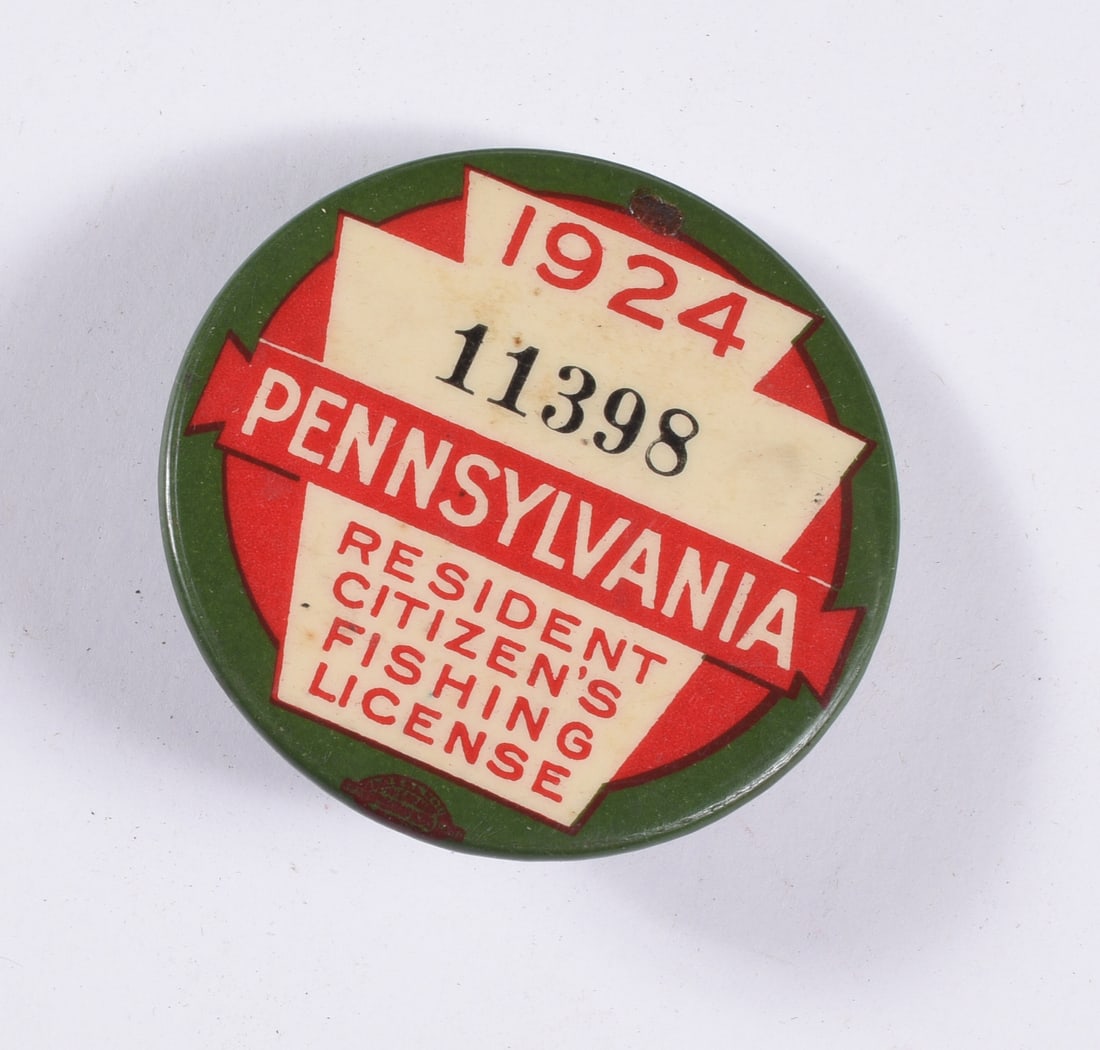 1924
11398
PENNSYLVANIA
RESIDENT
CITIZEN'S
FISHING
LICENSE